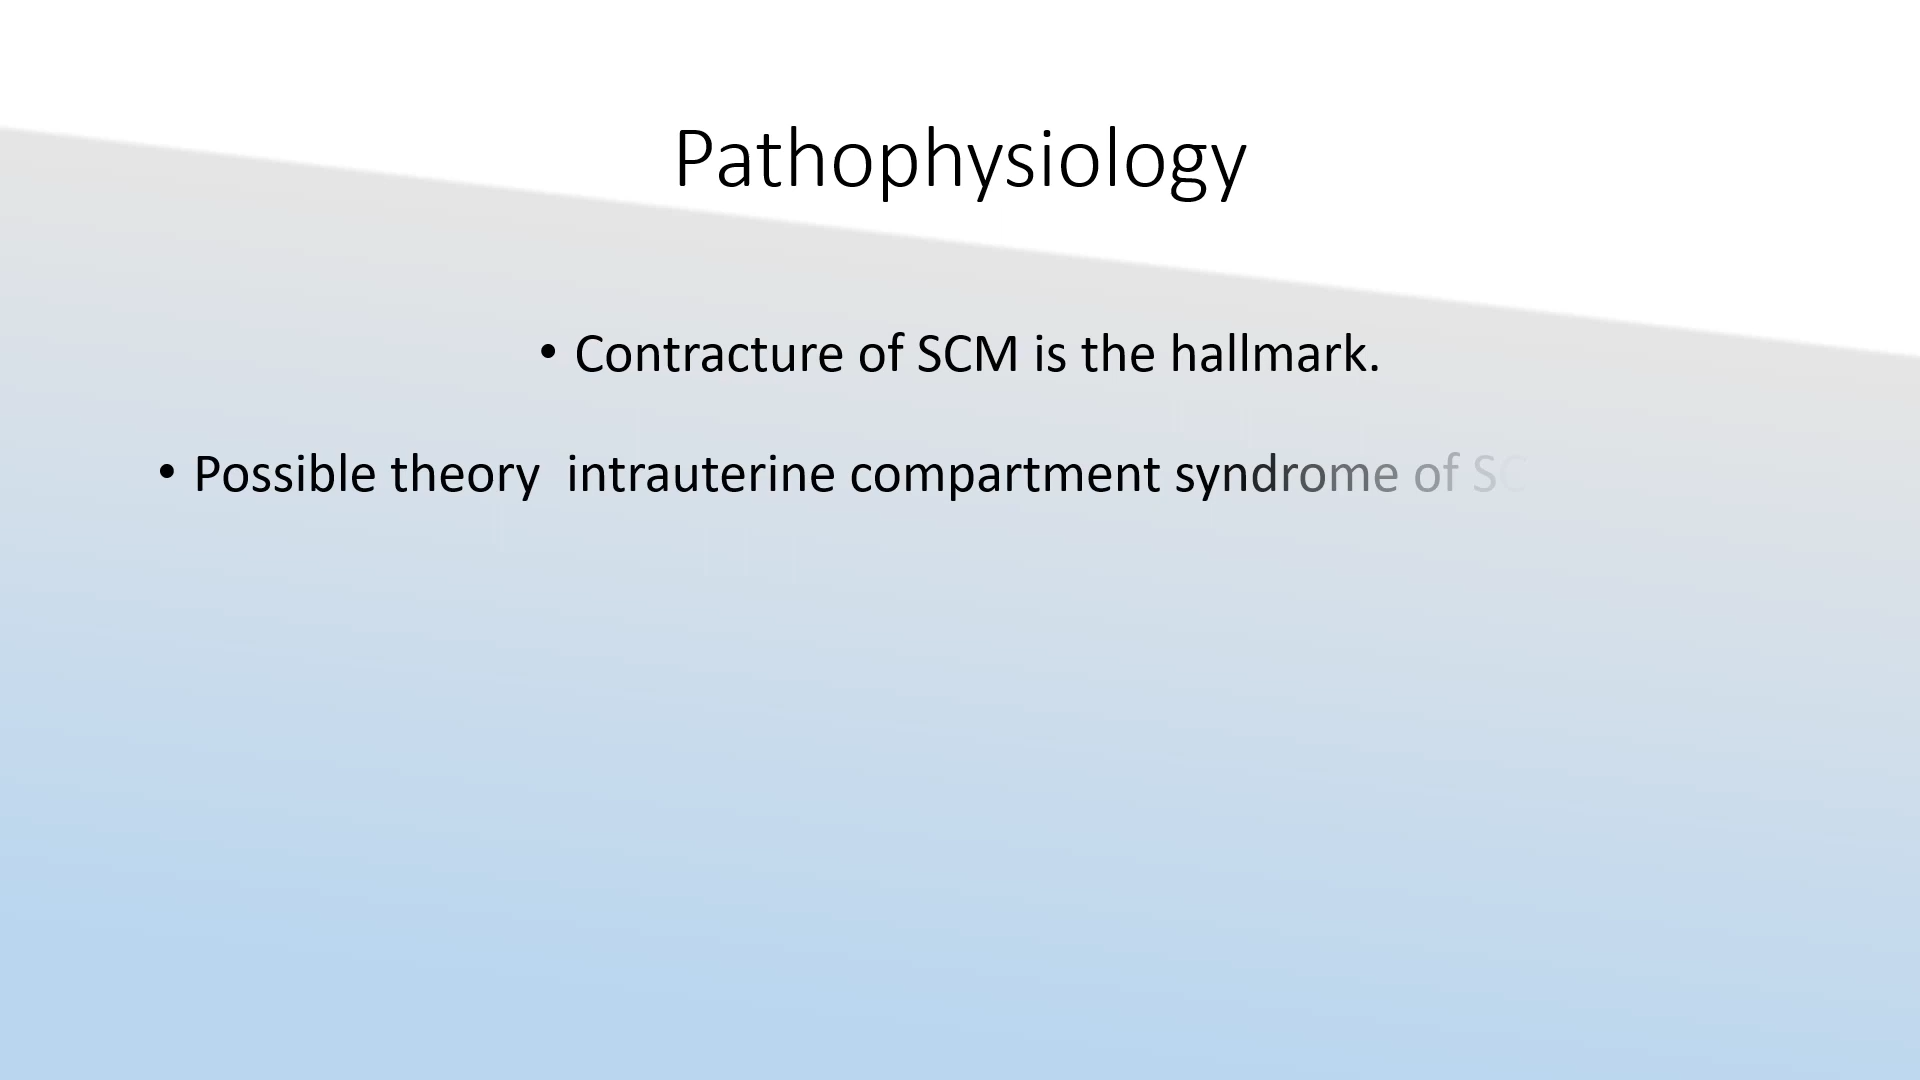 Pathophysiology
• Contracture of SCM is the hallmark.
• Possible theory  intrauterine compartment syndrome of